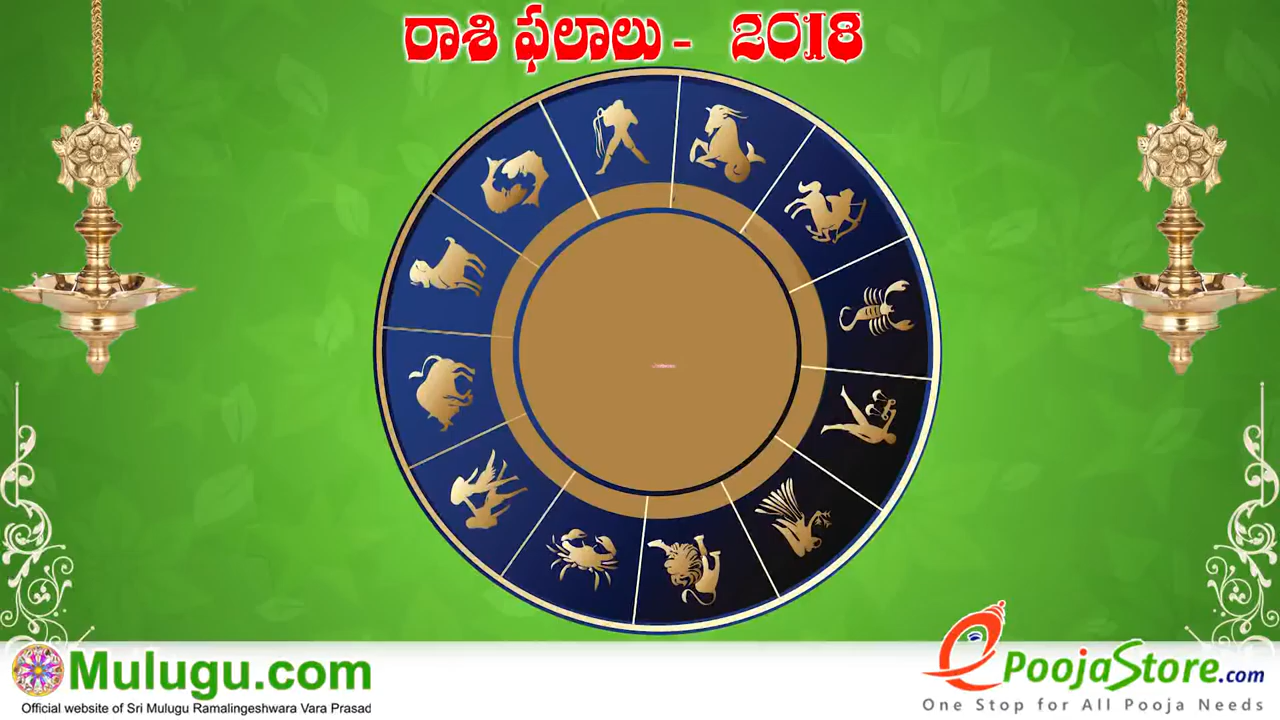 రాశి ఫలాలు - 2018
Mulugu.com
Official website of Sri Mulugu Ramalingeshwara Vara Prasad
ePoojaStore.com
One Stop for All Pooja Needs